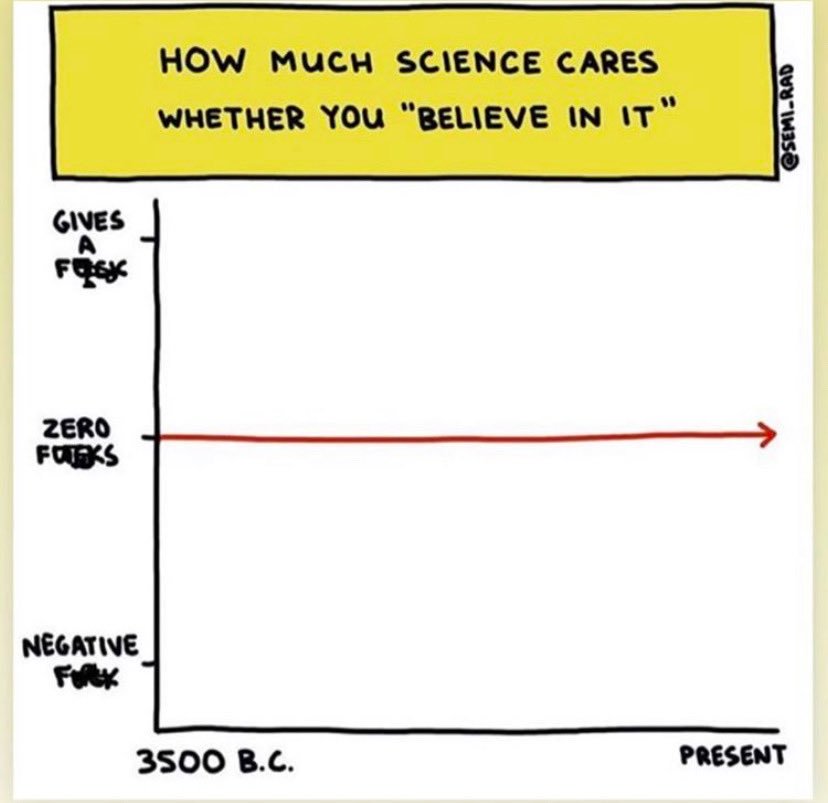 HOW MUCH SCIENCE CARES
WHETHER YOU "BELIEVE IN IT"
@SEMI_RAD
GIVES
A
ZERO
NEGATIVE
3500 B.C.
PRESENT